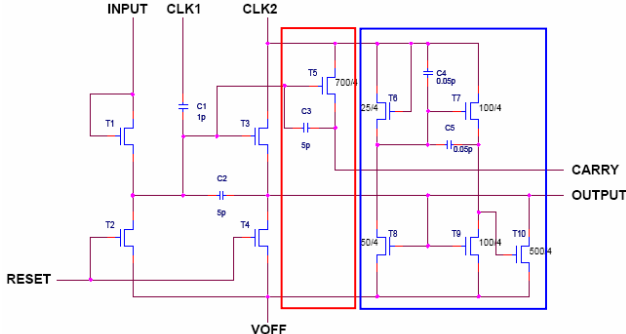 INPUT CLK1 CLK2
T5 700/4
C4
0.05p
C1
1p
T3
C3
5p
T6
25/4
T7
100/4
T1
C5
0.05p
C2
5p
CARRY
OUTPUT
T2
T4
T8
50/4
T9
100/4
T10
500/4
RESET
VOFF